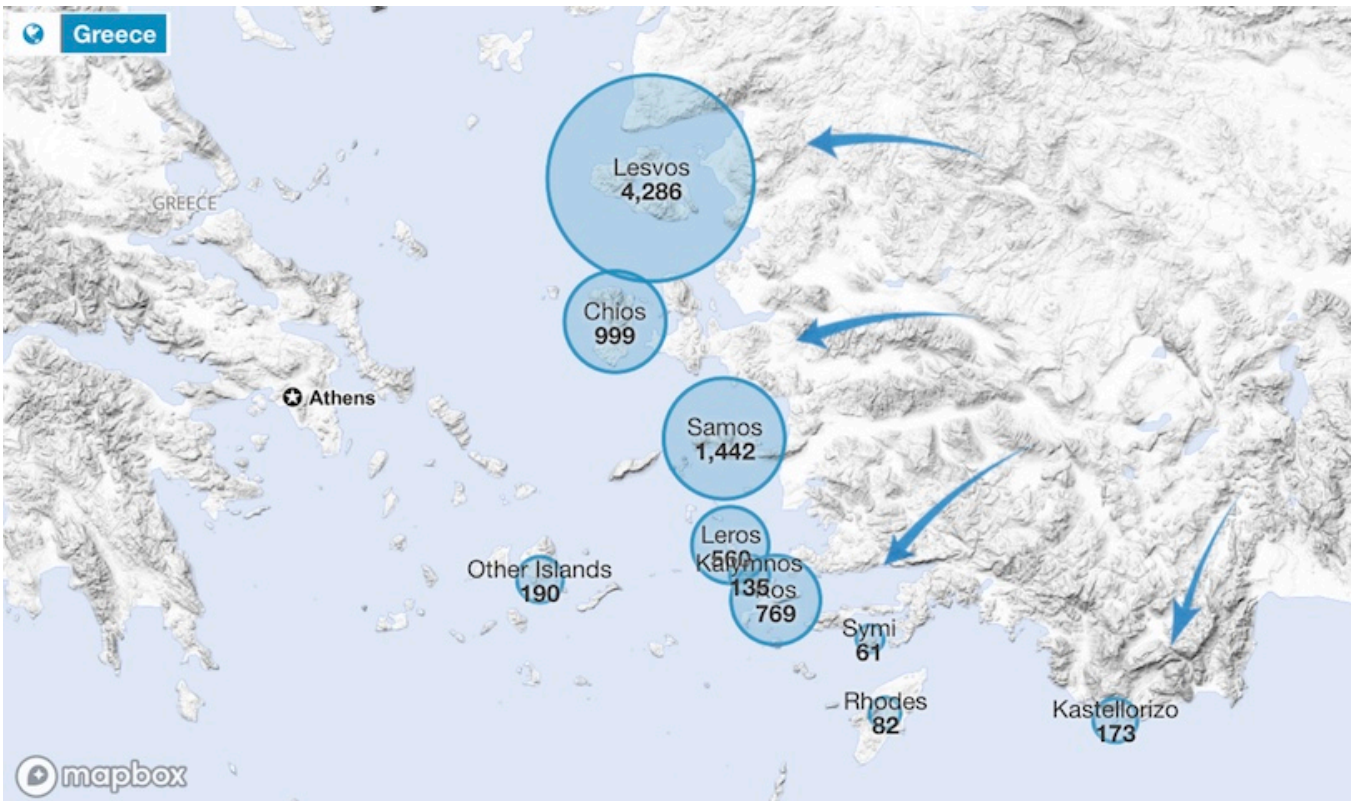 Greece
Lesvos
4,286
GREECE
Chios
999
Athens
Samos
1,442
Leros
560
Kalymnos
135
Kos
769
Other Islands
190
Symi
61
Rhodes
82
Kastellorizo
173
mapbox